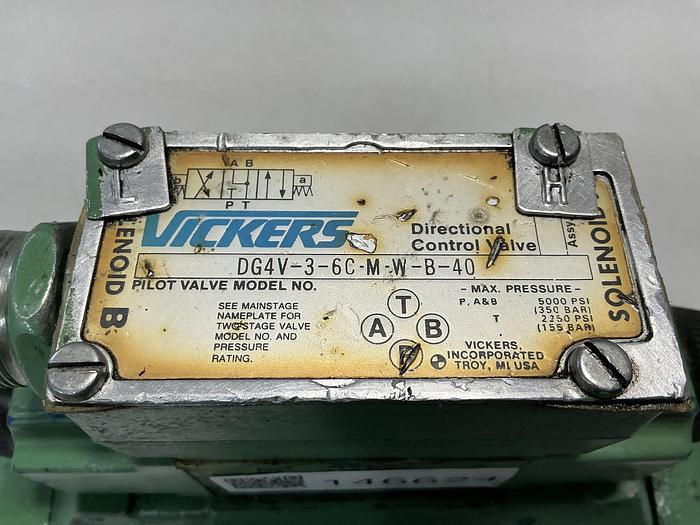 A B
b a
P T
L
H
VICKERS
Directional
Control Valve
Assy
DG4V-3-6C-M-W-B-40
PILOT VALVE MODEL NO.
SOLENOID B
SOLENOID
SEE MAINSTAGE
NAMEPLATE FOR
TWO STAGE VALVE
MODEL NO. AND
PRESSURE
RATING.
T
A B
- MAX. PRESSURE -
P, A&B 5000 PSI
(350 BAR)
T 2250 PSI
(155 BAR)
VICKERS,
INCORPORATED
TROY, MI, USA